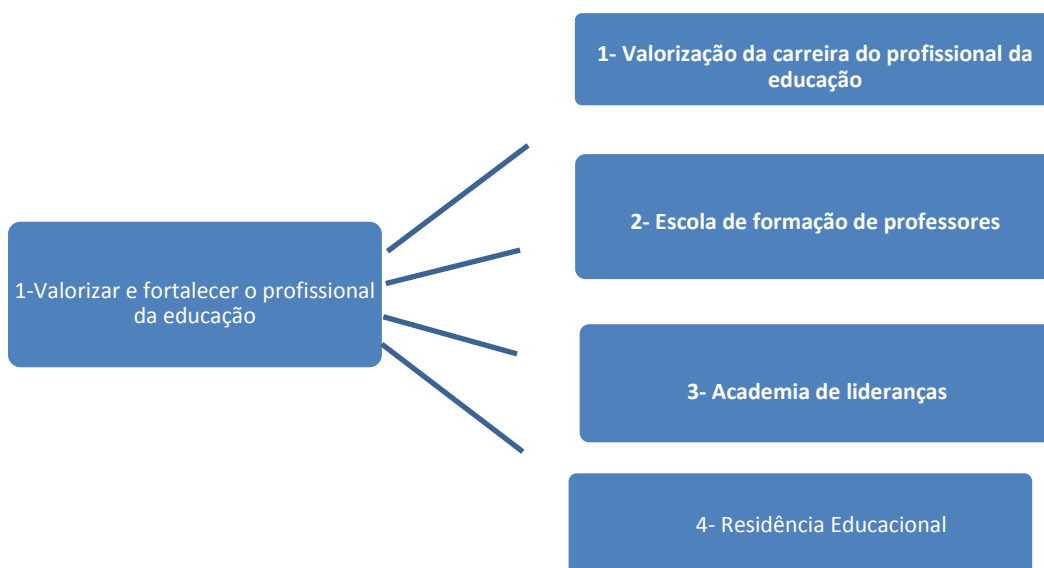 1- Valorização da carreira do profissional da
educação
2- Escola de formação de professores
1-Valorizar e fortalecer o profissional
da educação
3- Academia de lideranças
4- Residência Educacional